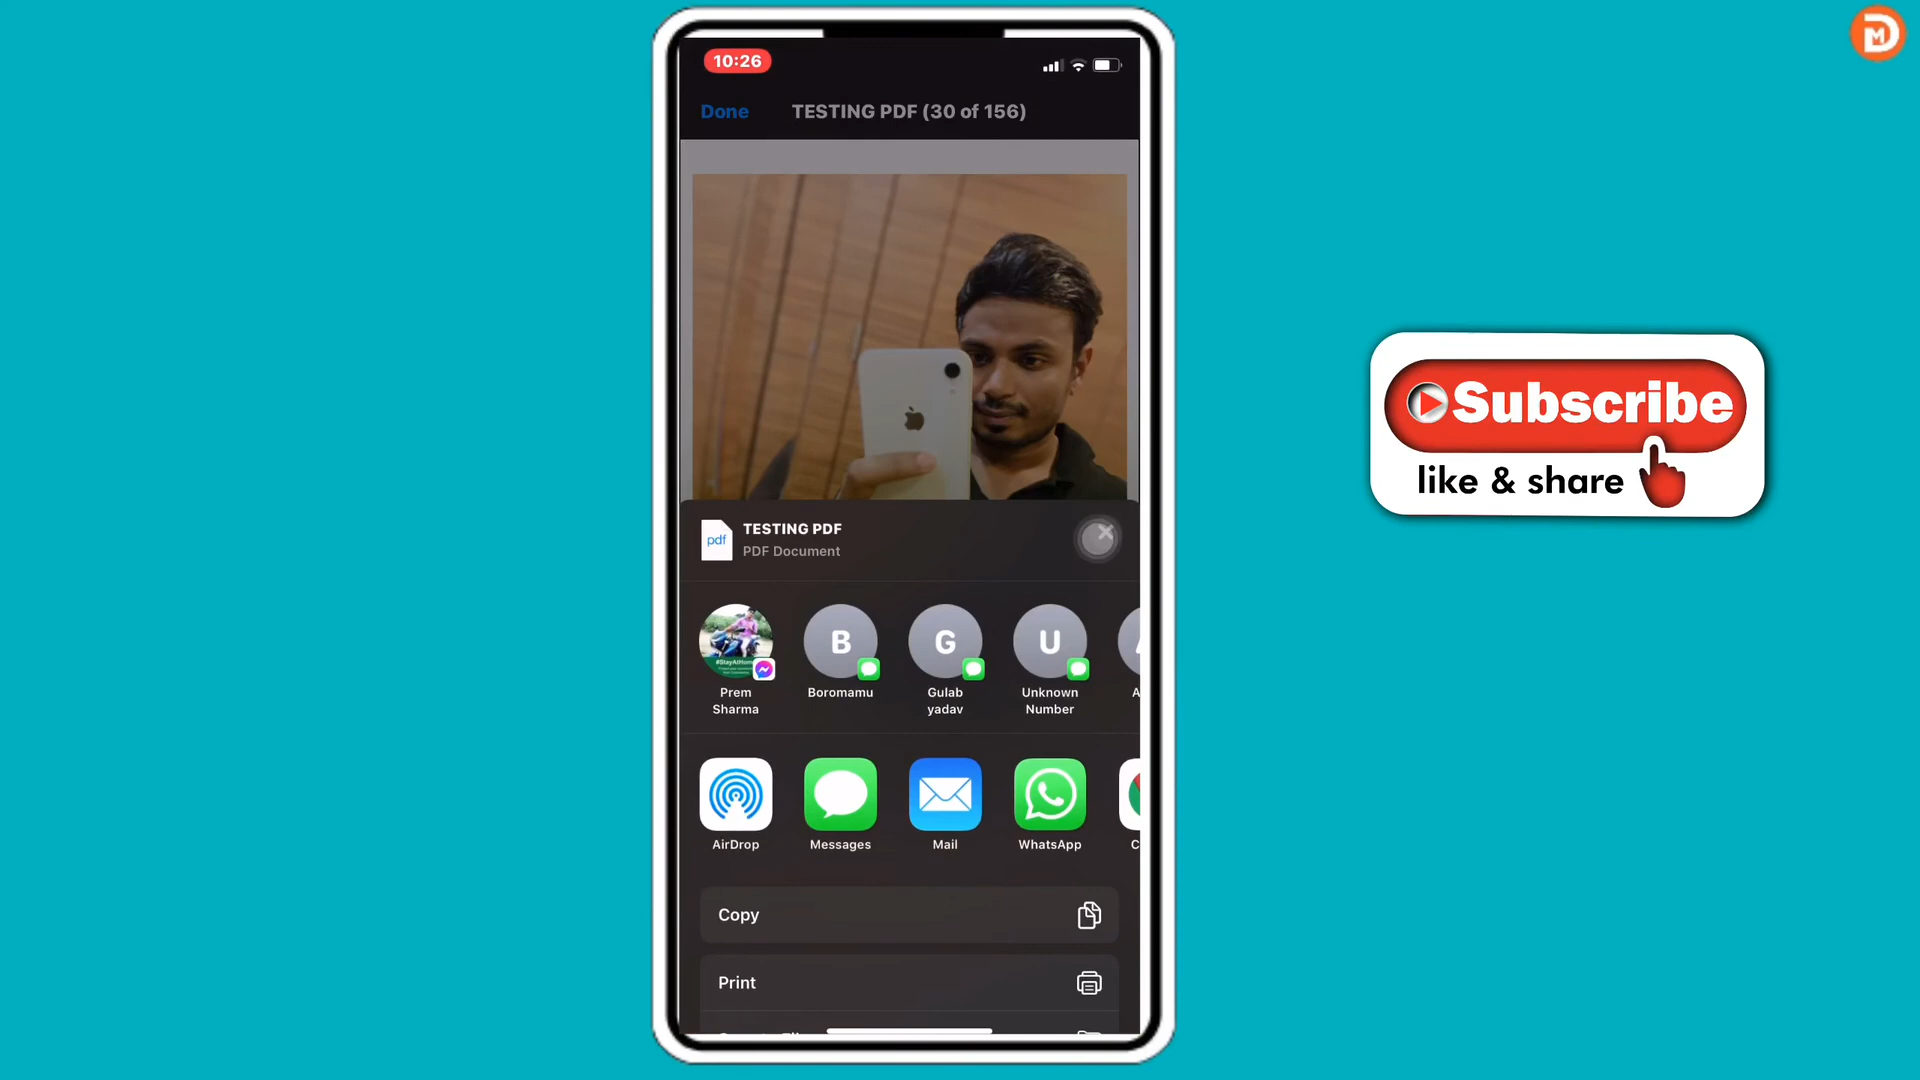 10:26
Done
TESTING PDF (30 of 156)
Subscribe
like & share
pdf
TESTING PDF
PDF Document
B
G
U
Prem
Sharma
Boromamu
Gulab
yadav
Unknown
Number
AirDrop
Messages
Mail
WhatsApp
Copy
Print